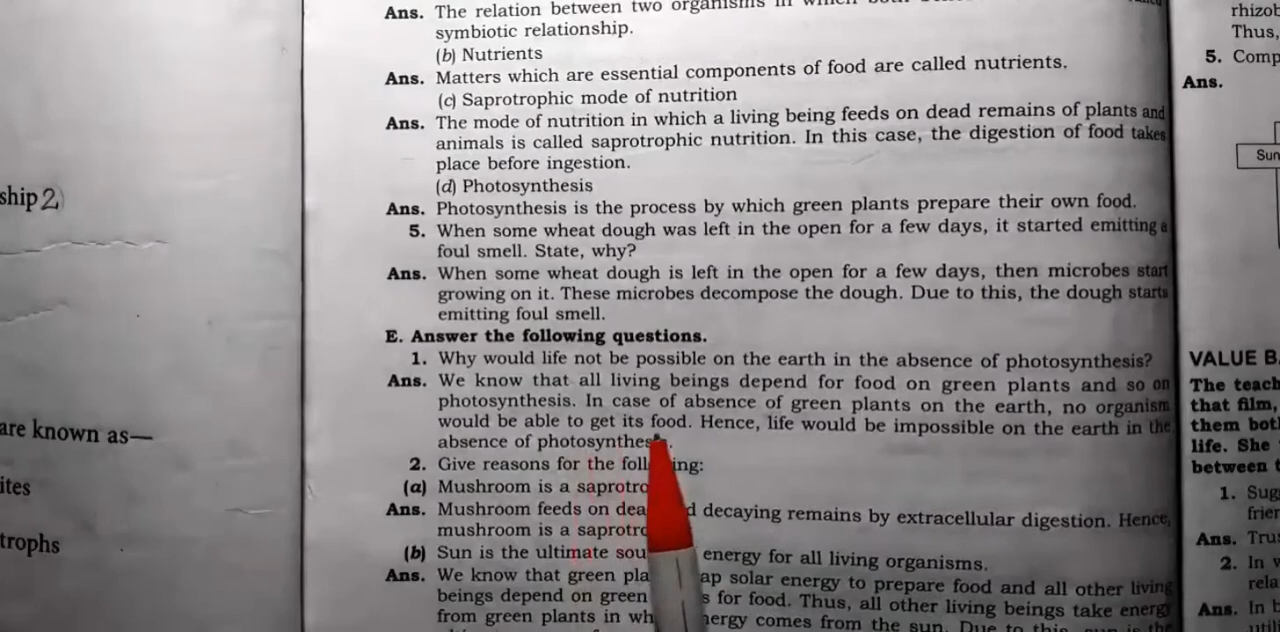 ship 2
are known as—
ites
trophs
Ans. The relation between two organisms in which
symbiotic relationship.
(b) Nutrients
Ans. Matters which are essential components of food are called nutrients.
(c) Saprotrophic mode of nutrition
Ans. The mode of nutrition in which a living being feeds on dead remains of plants and
animals is called saprotrophic nutrition. In this case, the digestion of food takes
place before ingestion.
(d) Photosynthesis
Ans. Photosynthesis is the process by which green plants prepare their own food.
5. When some wheat dough was left in the open for a few days, it started emitting a
foul smell. State, why?
Ans. When some wheat dough is left in the open for a few days, then microbes start
growing on it. These microbes decompose the dough. Due to this, the dough starts
emitting foul smell.
E. Answer the following questions.
1. Why would life not be possible on the earth in the absence of photosynthesis?
Ans. We know that all living beings depend for food on green plants and so on
photosynthesis. In case of absence of green plants on the earth, no organism
would be able to get its food. Hence, life would be impossible on the earth in the
absence of photosynthes
2. Give reasons for the foll ing:
(a) Mushroom is a saprotro
Ans. Mushroom feeds on dea d decaying remains by extracellular digestion. Hence,
mushroom is a saprotro
(b) Sun is the ultimate sou energy for all living organisms.
Ans. We know that green pla ap solar energy to prepare food and all other living
beings depend on green s for food. Thus, all other living beings take energy
from green plants in wh nergy comes from the sun. Due to this, sun is the
rhizob
Thus,
5. Comp
Ans.
Sun
VALUE B
The teach
that film,
them bot
life. She
between t
1. Sug
frien
Ans. Tru
2. In w
rela
Ans. In b
utili